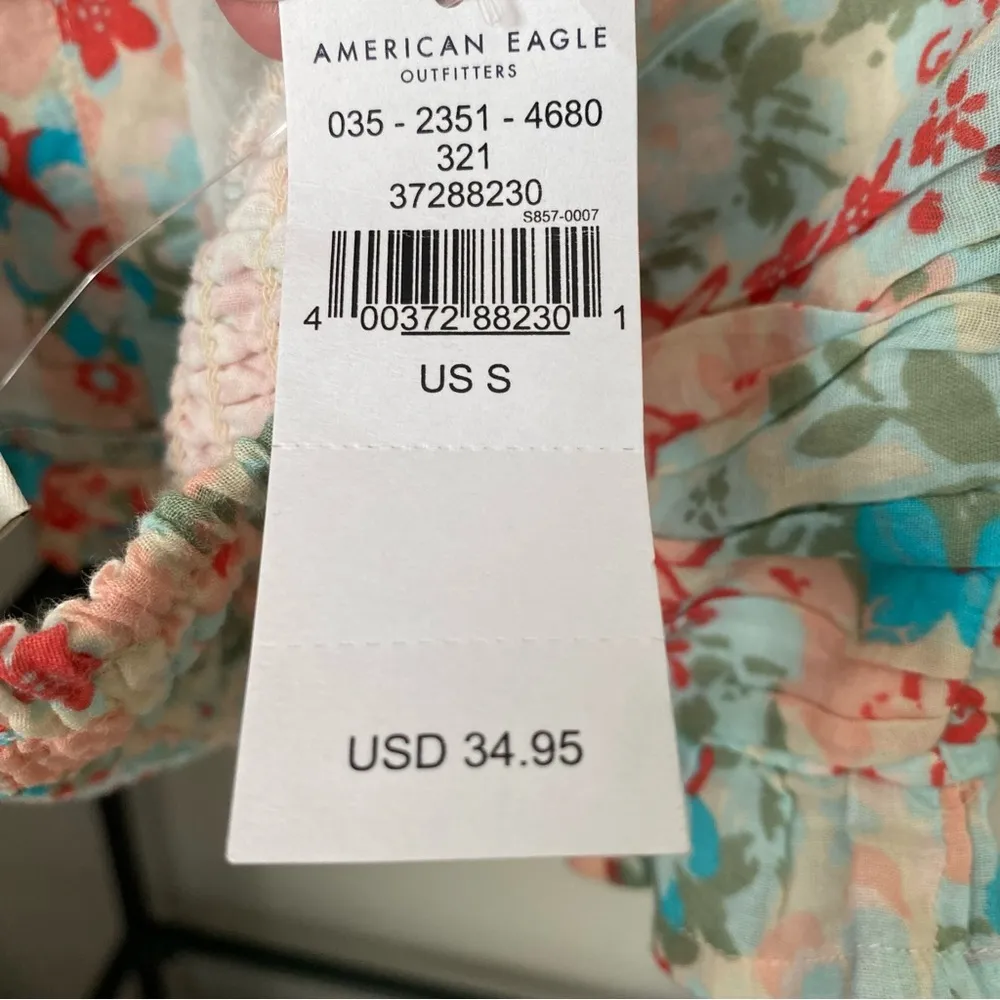 AMERICAN EAGLE
OUTFITTERS
035 - 2351 - 4680
321
37288230
S857-0007
4 00372 88230 1
US S
USD 34.95